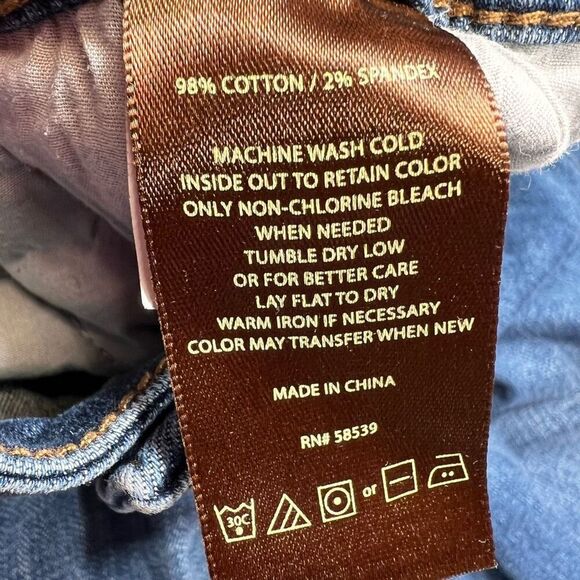 98% COTTON / 2% SPANDEX
MACHINE WASH COLD
INSIDE OUT TO RETAIN COLOR
ONLY NON-CHLORINE BLEACH
WHEN NEEDED
TUMBLE DRY LOW
OR FOR BETTER CARE
LAY FLAT TO DRY
WARM IRON IF NECESSARY
COLOR MAY TRANSFER WHEN NEW
MADE IN CHINA
RN# 58539
30C or